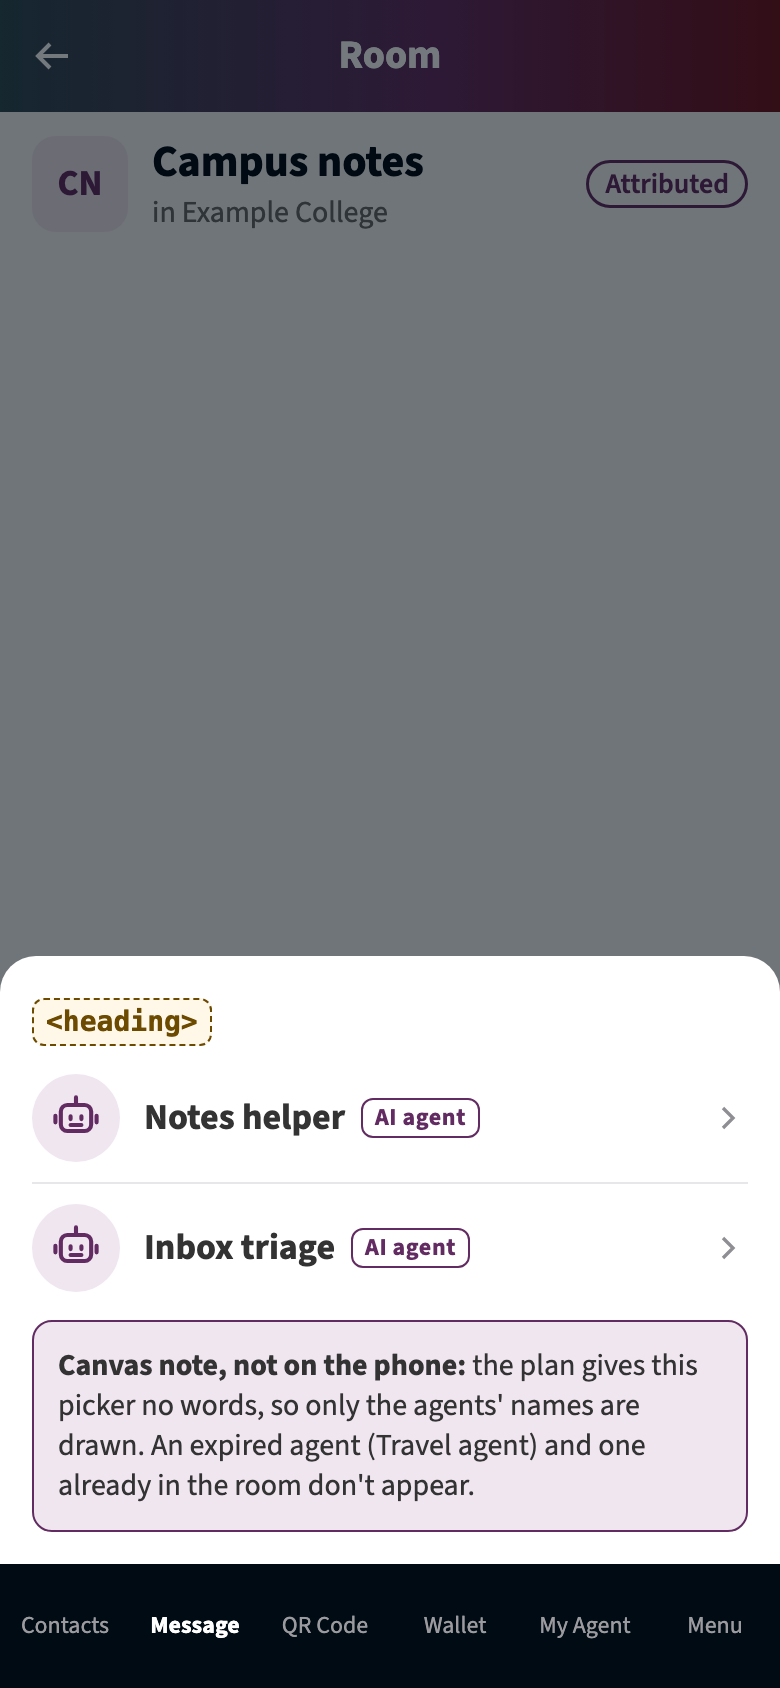 Room
CN
Campus notes
in Example College
Attributed
<heading>
Notes helper
AI agent
Inbox triage
AI agent
Canvas note, not on the phone: the plan gives this
picker no words, so only the agents' names are
drawn. An expired agent (Travel agent) and one
already in the room don't appear.
Contacts
Message
QR Code
Wallet
My Agent
Menu